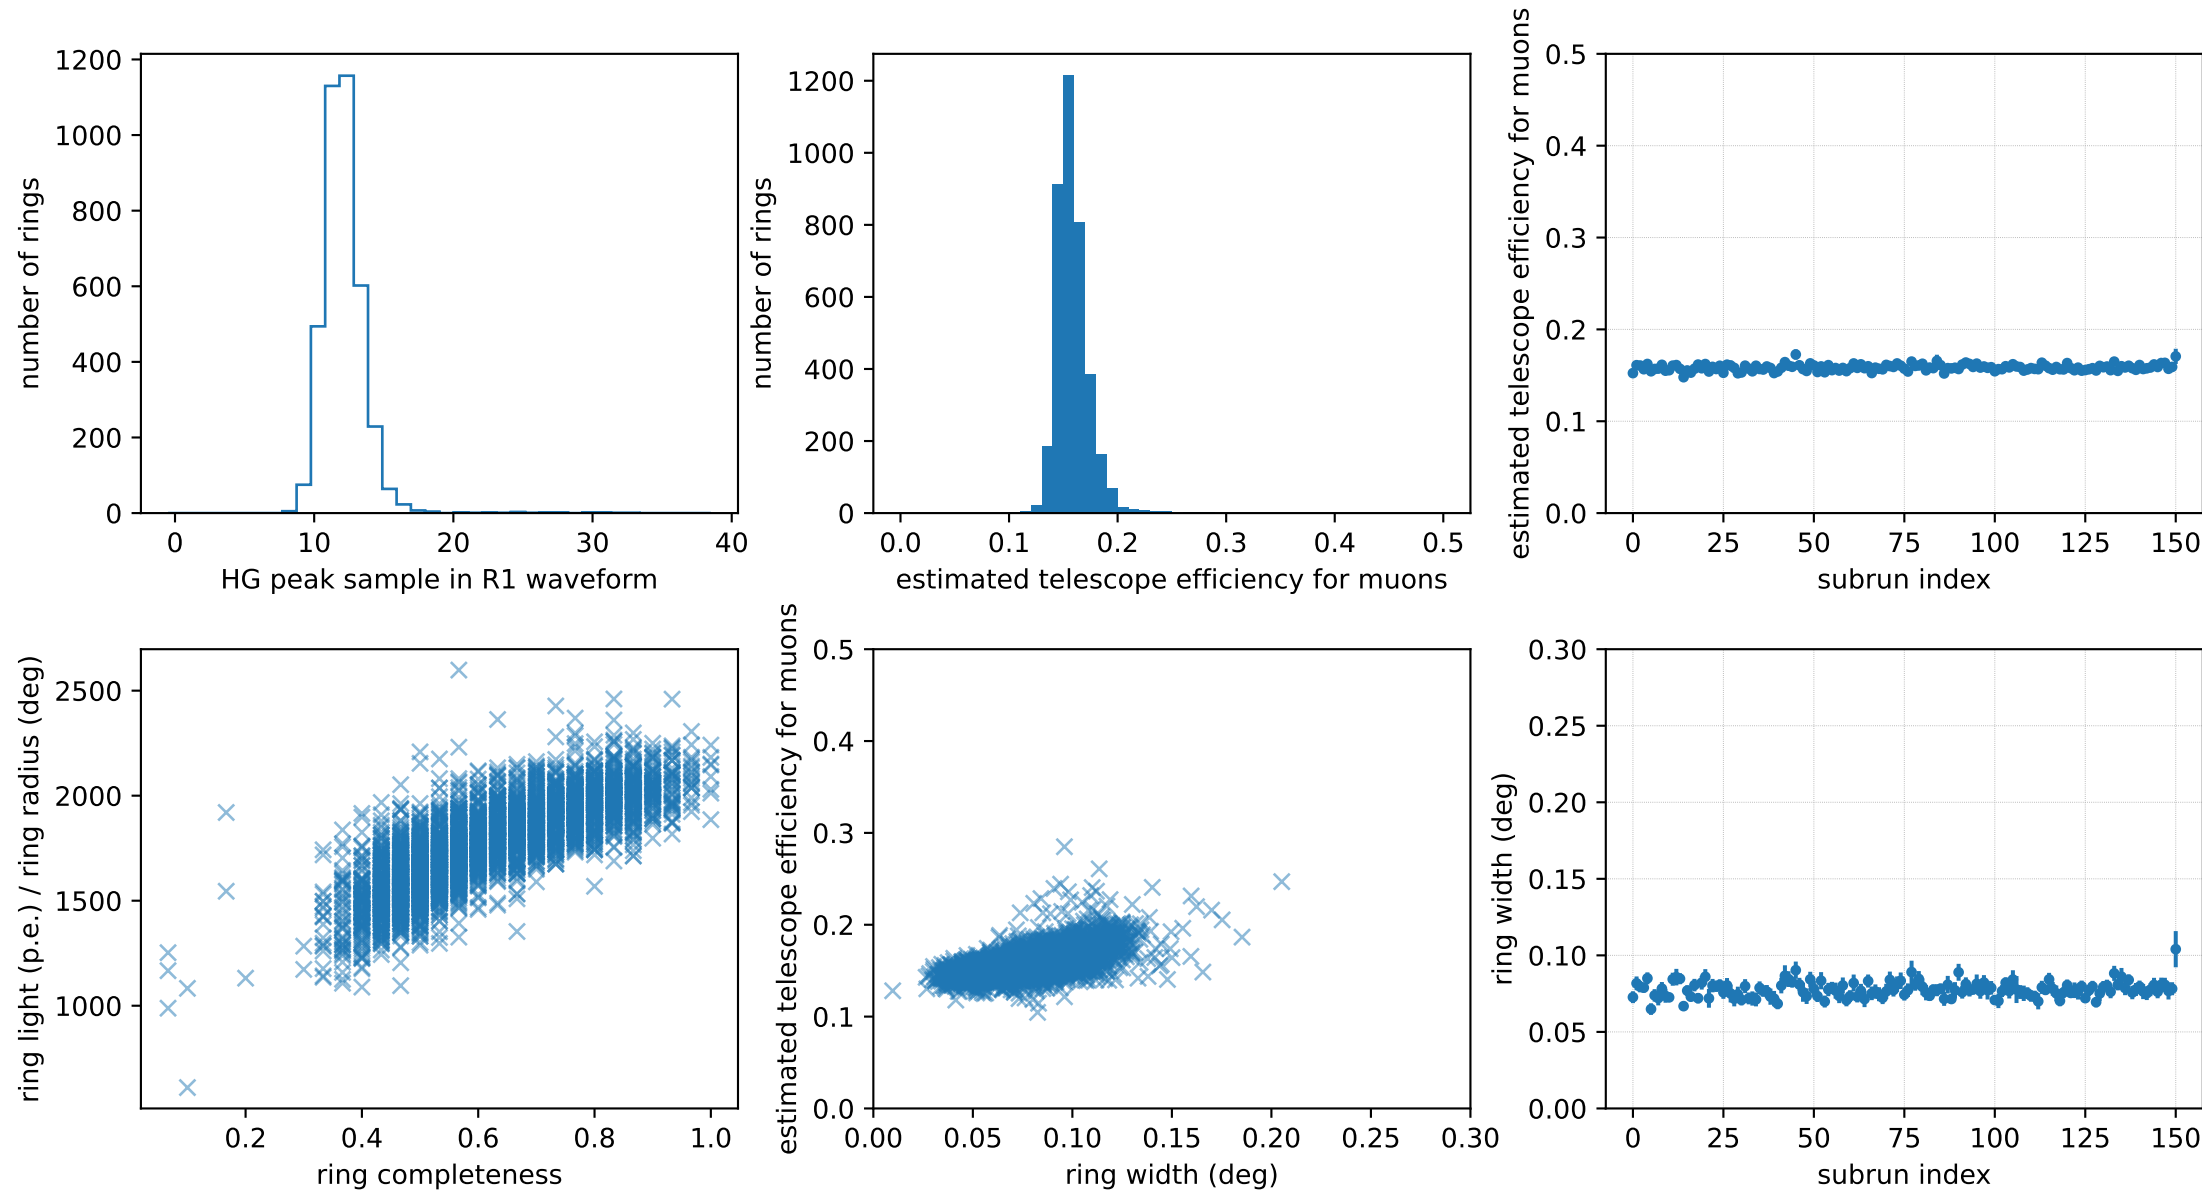 number of rings
1200
1000
800
600
400
200
0
0 10 20 30 40
HG peak sample in R1 waveform
number of rings
1200
1000
800
600
400
200
0
0.0 0.1 0.2 0.3 0.4 0.5
estimated telescope efficiency for muons
estimated telescope efficiency for muons
0.5
0.4
0.3
0.2
0.1
0.0
0 25 50 75 100 125 150
subrun index
ring light (p.e.) / ring radius (deg)
2500
2000
1500
1000
0.2 0.4 0.6 0.8 1.0
ring completeness
estimated telescope efficiency for muons
0.5
0.4
0.3
0.2
0.1
0.0
0.00 0.05 0.10 0.15 0.20 0.25 0.30
ring width (deg)
ring width (deg)
0.30
0.25
0.20
0.15
0.10
0.05
0.00
0 25 50 75 100 125 150
subrun index